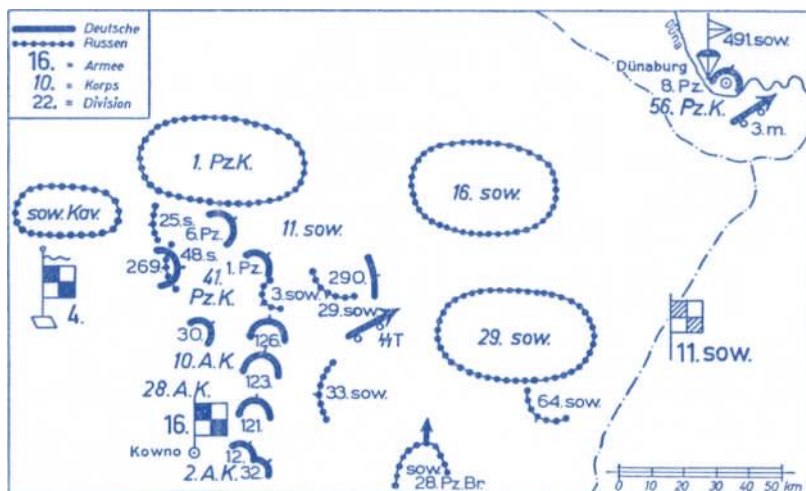 Deutsche
Russen
16. = Armee
10. = Korps
22. = Division
Düna
491. sow.
Dünaburg
8. Pz.
56. Pz.K.
3. m.
1. Pz.K.
16. sow.
sow. Kav.
25. s.
6. Pz.
11. sow.
48. s.
269.
41.
Pz.K.
1. Pz.
290.
3. sow.
29. sow.
4.
30.
126.
29. sow.
11. sow.
10. A.K.
123.
28. A.K.
33. sow.
64. sow.
16.
121.
Kowno
12.
2. A.K.
32.
sow.
28. Pz.Br.
0 10 20 30 40 50 km